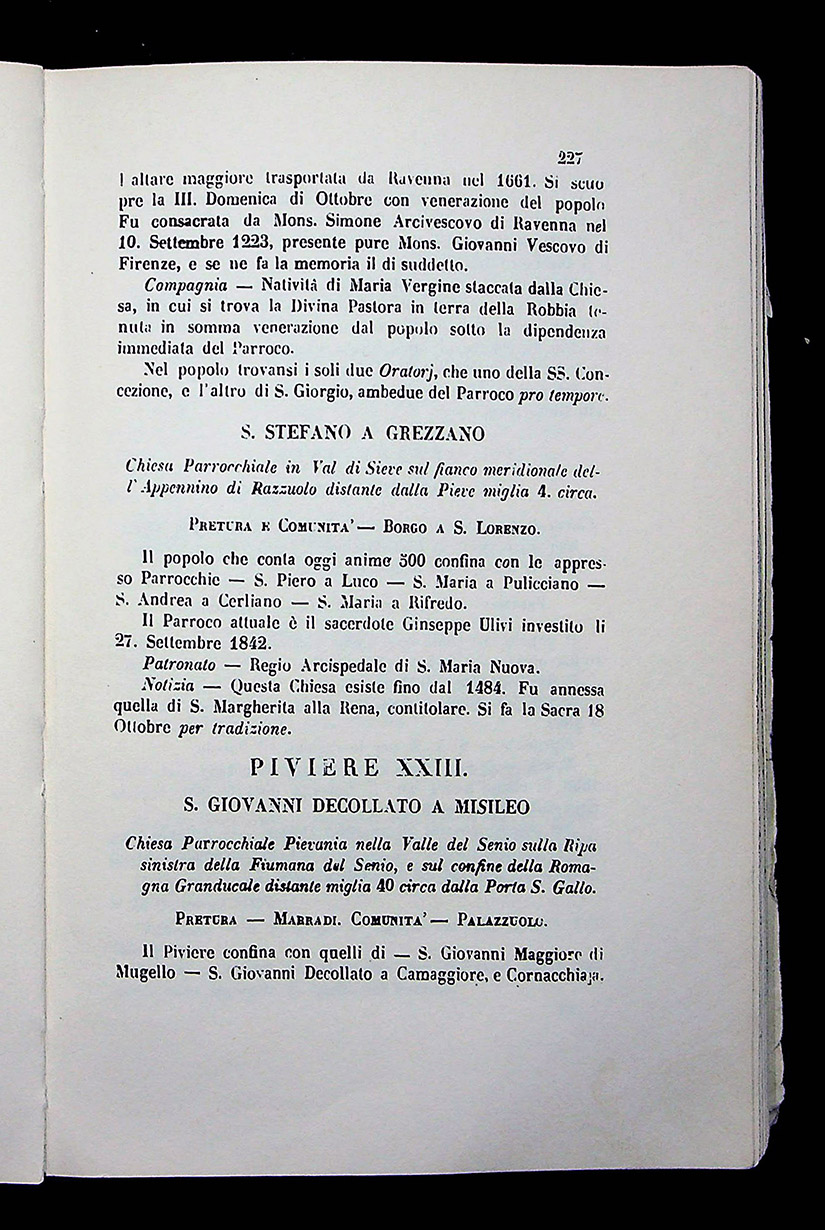 227
l altare maggiore trasportata da Ravenna nel 1661. Si scuo
pre la III. Domenica di Ottobre con venerazione del popolo
Fu consacrata da Mons. Simone Arcivescovo di Ravenna nel
10. Settembre 1223, presente pure Mons. Giovanni Vescovo di
Firenze, e se ne fa la memoria il di suddetto.
Compagnia — Natività di Maria Vergine staccata dalla Chie-
sa, in cui si trova la Divina Pastora in terra della Robbia te-
nuta in somma venerazione dal popolo sotto la dipendenza
immediata del Parroco.
Nel popolo trovansi i soli due Oratorj, che uno della SS. Con-
cezione, e l'altro di S. Giorgio, ambedue del Parroco pro tempore.
S. STEFANO A GREZZANO
Chiesa Parrocchiale in Val di Sieve sul fianco meridionale del-
l' Appennino di Razzuolo distante dalla Pieve miglia 4. circa.
PRETURA E COMUNITA' — BORGO A S. LORENZO.
Il popolo che conta oggi anime 500 confina con le appres-
so Parrocchie — S. Piero a Luco — S. Maria a Pulicciano —
S. Andrea a Cerliano — S. Maria a Rifredo.
Il Parroco attuale è il sacerdote Ginseppe Ulivi investito li
27. Settembre 1842.
Patronato — Regio Arcispedale di S. Maria Nuova.
Notizia — Questa Chiesa esiste fino dal 1484. Fu annessa
quella di S. Margherita alla Rena, contitolare. Si fa la Sacra 18
Ottobre per tradizione.
PIVIERE XXIII.
S. GIOVANNI DECOLLATO A MISILEO
Chiesa Parrocchiale Pievania nella Valle del Senio sulla Ripa
sinistra della Fiumana del Senio, e sul confine della Roma-
gna Granducale distante miglia 40 circa dalla Porta S. Gallo.
PRETURA — MARRADI. COMUNITA' — PALAZZUOLO.
Il Piviere confina con quelli di — S. Giovanni Maggiore di
Mugello — S. Giovanni Decollato a Camaggiore, e Cornacchiaja.